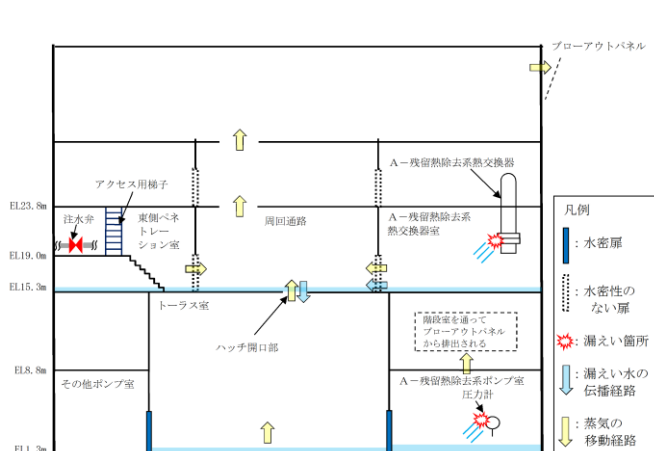 ブローアウトパネル
A－残留熱除去系熱交換器
アクセス用梯子
EL23.8m
注水弁
東側ペネ
トレー
ション室
周回通路
A－残留熱除去系
熱交換器室
EL19.0m
EL15.3m
トーラス室
ハッチ開口部
階段室を通って
ブローアウトパネル
から排出される
EL8.8m
その他ポンプ室
A－残留熱除去系ポンプ室
圧力計
EL1.3m
凡例
：水密扉
：水密性の
ない扉
：漏えい箇所
：漏えい水の
伝播経路
：蒸気の
移動経路